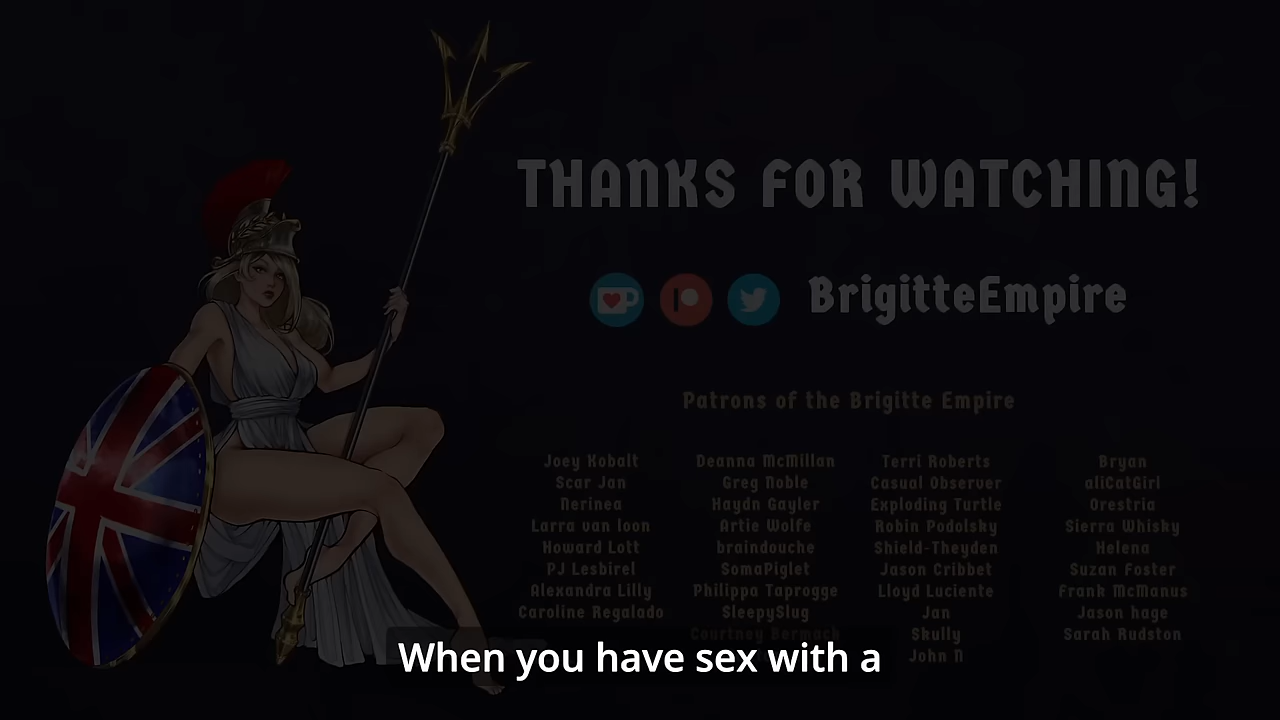 THANKS FOR WATCHING!
BrigitteEmpire
Patrons of the Brigitte Empire
Joey Kobalt Deanna McMillan Terri Roberts Bryan
Scar Jan Greg Noble Casual Observer aliCatGirl
Nerinea Haydn Gayler Exploding Turtle Orestria
Larra van loon Artie Wolfe Robin Podolsky Sierra Whisky
Howard Lott braindouche Shield-Theyden Helena
PJ Lesbirel SomaPiglet Jason Cribbet Suzan Foster
Alexandra Lilly Philippa Taprogge Lloyd Luciente Frank McManus
Caroline Regalado SleepySlug Jan Jason hage
Courtney Bermack Skully Sarah Rudston
John N
When you have sex with a